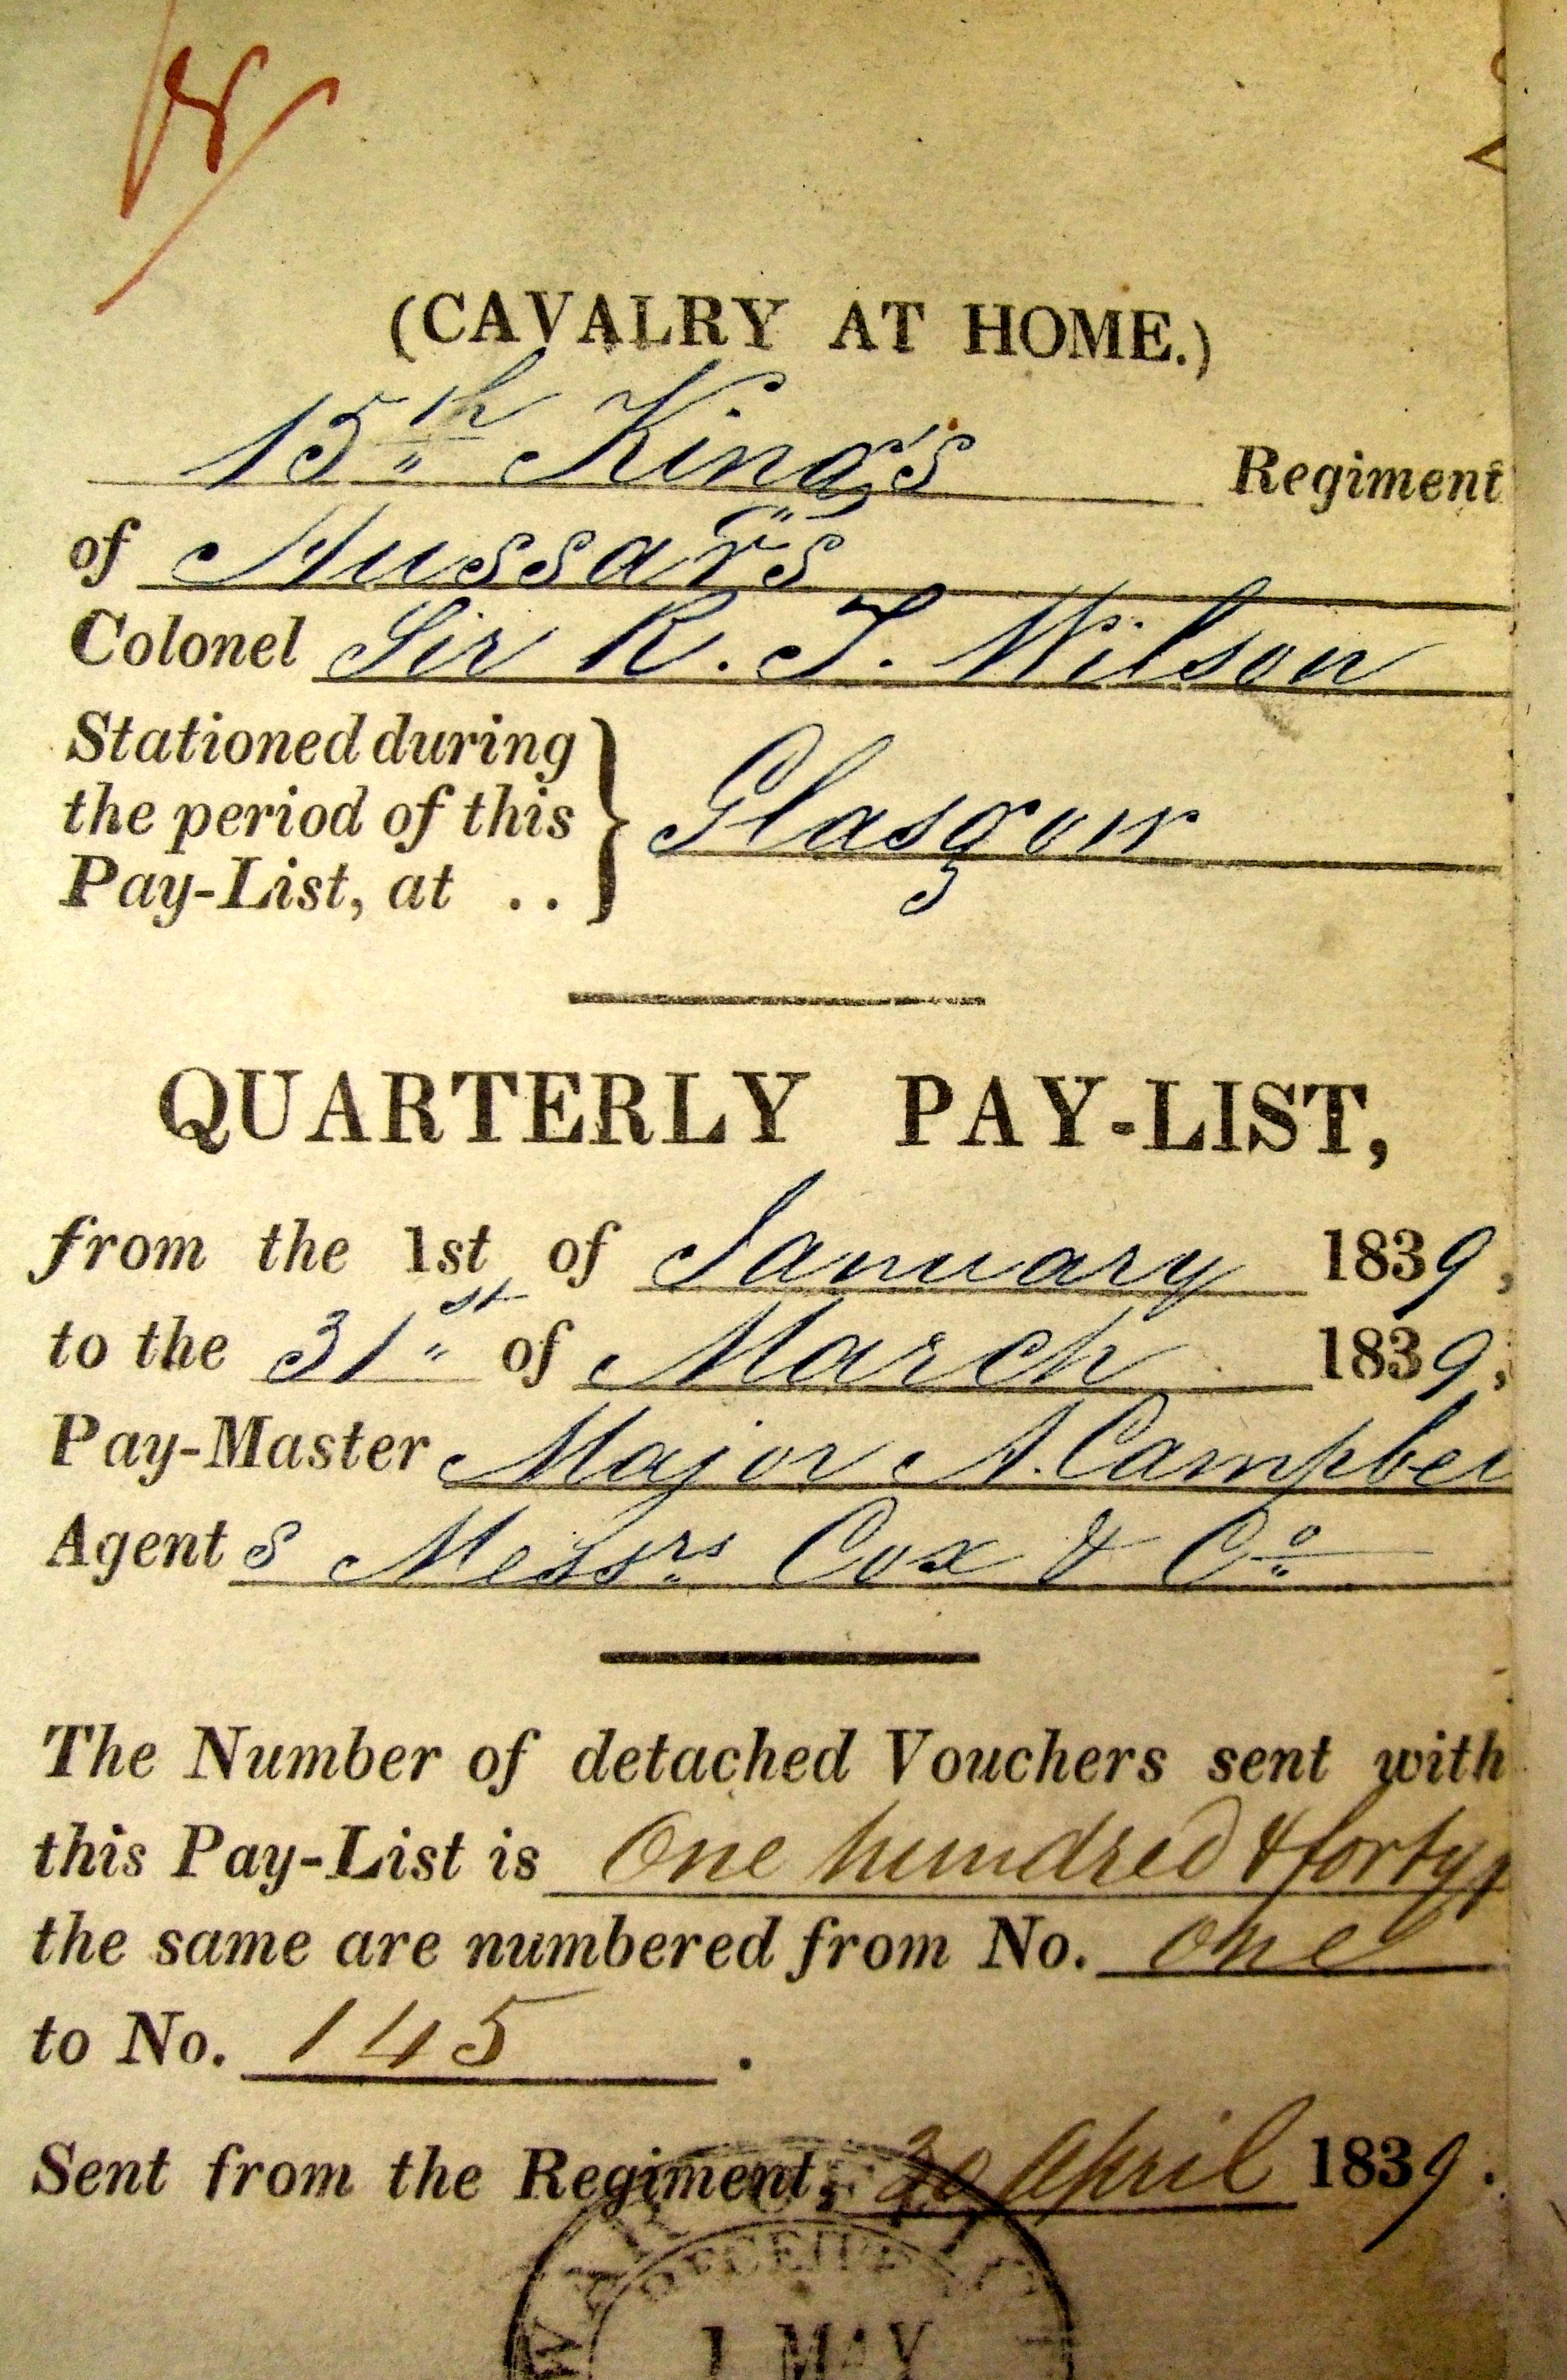 (CAVALRY AT HOME.)
15th King's Regiment
of Hussars
Colonel Sir R. T. Wilson
Stationed during
the period of this
Pay-List, at .. } Glasgow
QUARTERLY PAY-LIST,
from the 1st of January 1839,
to the 31st of March 1839,
Pay-Master Major A. Campbel
Agent s Messrs Cox & Co
The Number of detached Vouchers sent with
this Pay-List is One hundred & forty
the same are numbered from No. one
to No. 145 .
Sent from the Regiment, 30 April 1839.
WAR OFFICE
RECEIVED
1 MAY